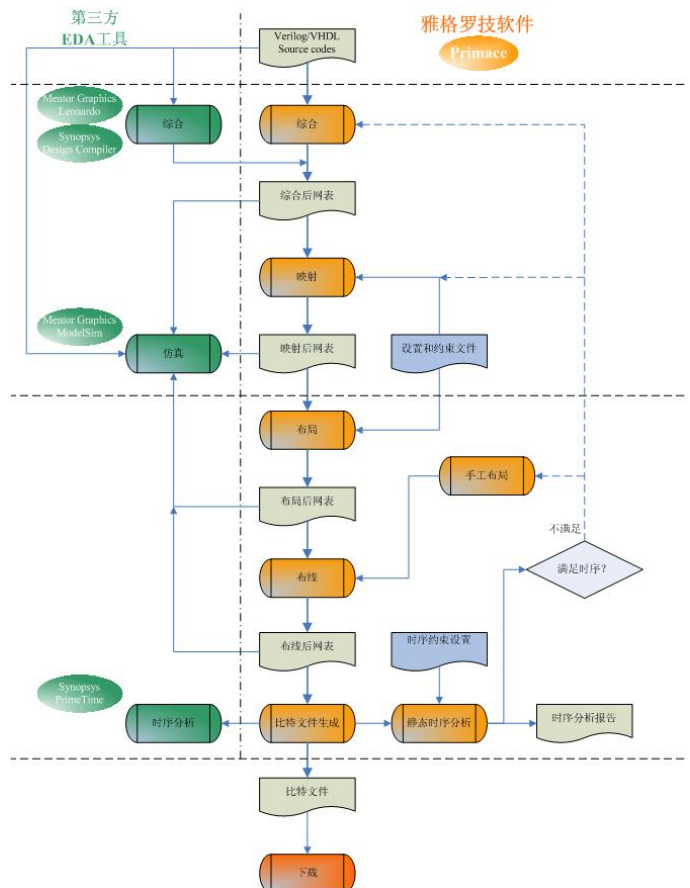 第三方
EDA工具
雅格罗技软件
Primace
Verilog/VHDL
Source codes
Mentor Graphics
Leonardo
Synopsys
Design Compiler
综合
综合
综合后网表
映射
Mentor Graphics
ModelSim
仿真
映射后网表
设置和约束文件
布局
手工布局
布局后网表
不满足
满足时序？
布线
布线后网表
时序约束设置
Synopsys
PrimeTime
时序分析
比特文件生成
静态时序分析
时序分析报告
比特文件
下载